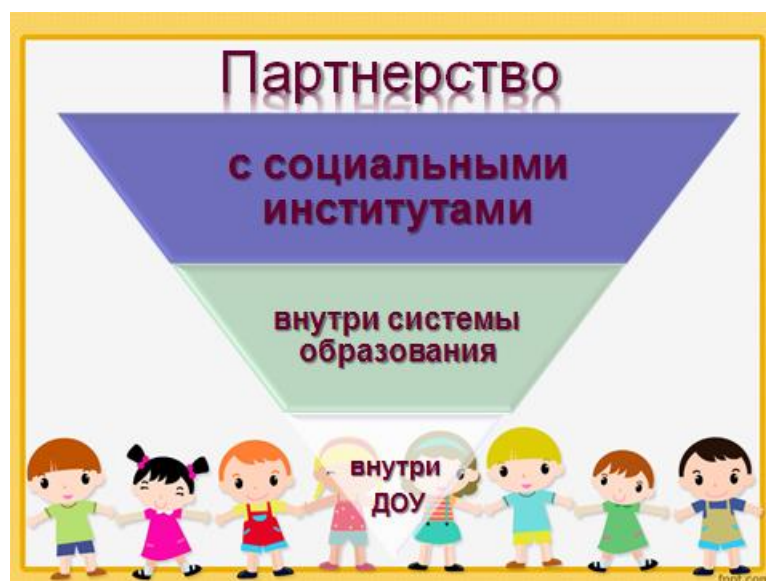 Партнерство
с социальными
институтами
внутри системы
образования
внутри
ДОУ